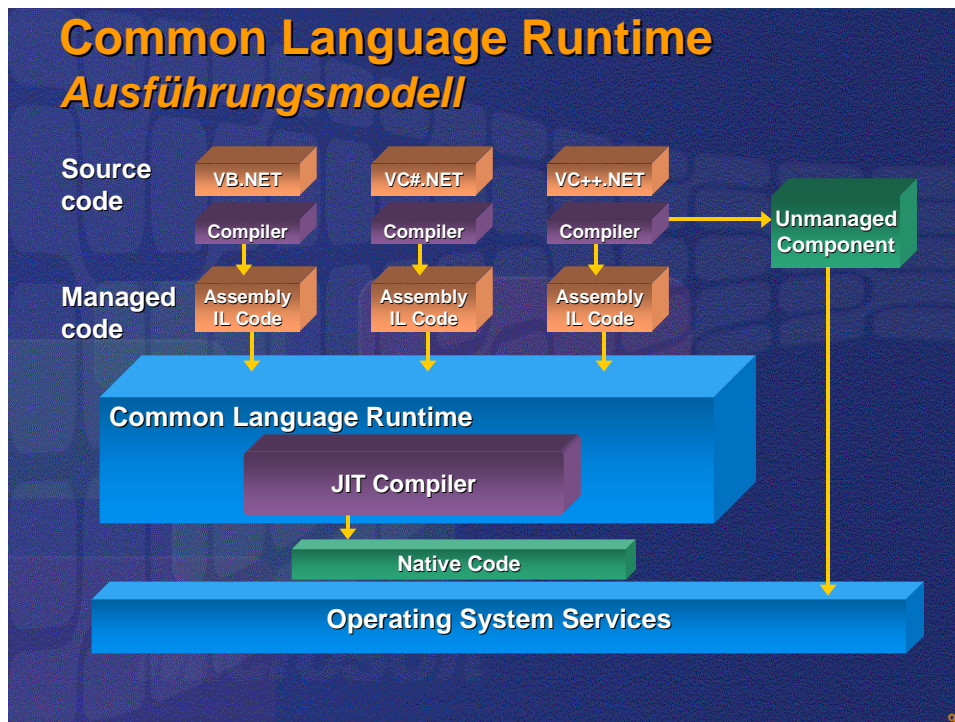 Common Language Runtime
Ausführungsmodell
Source
code
VB.NET
VC#.NET
VC++.NET
Compiler
Compiler
Compiler
Unmanaged
Component
Managed
code
Assembly
IL Code
Assembly
IL Code
Assembly
IL Code
Common Language Runtime
JIT Compiler
Native Code
Operating System Services
9